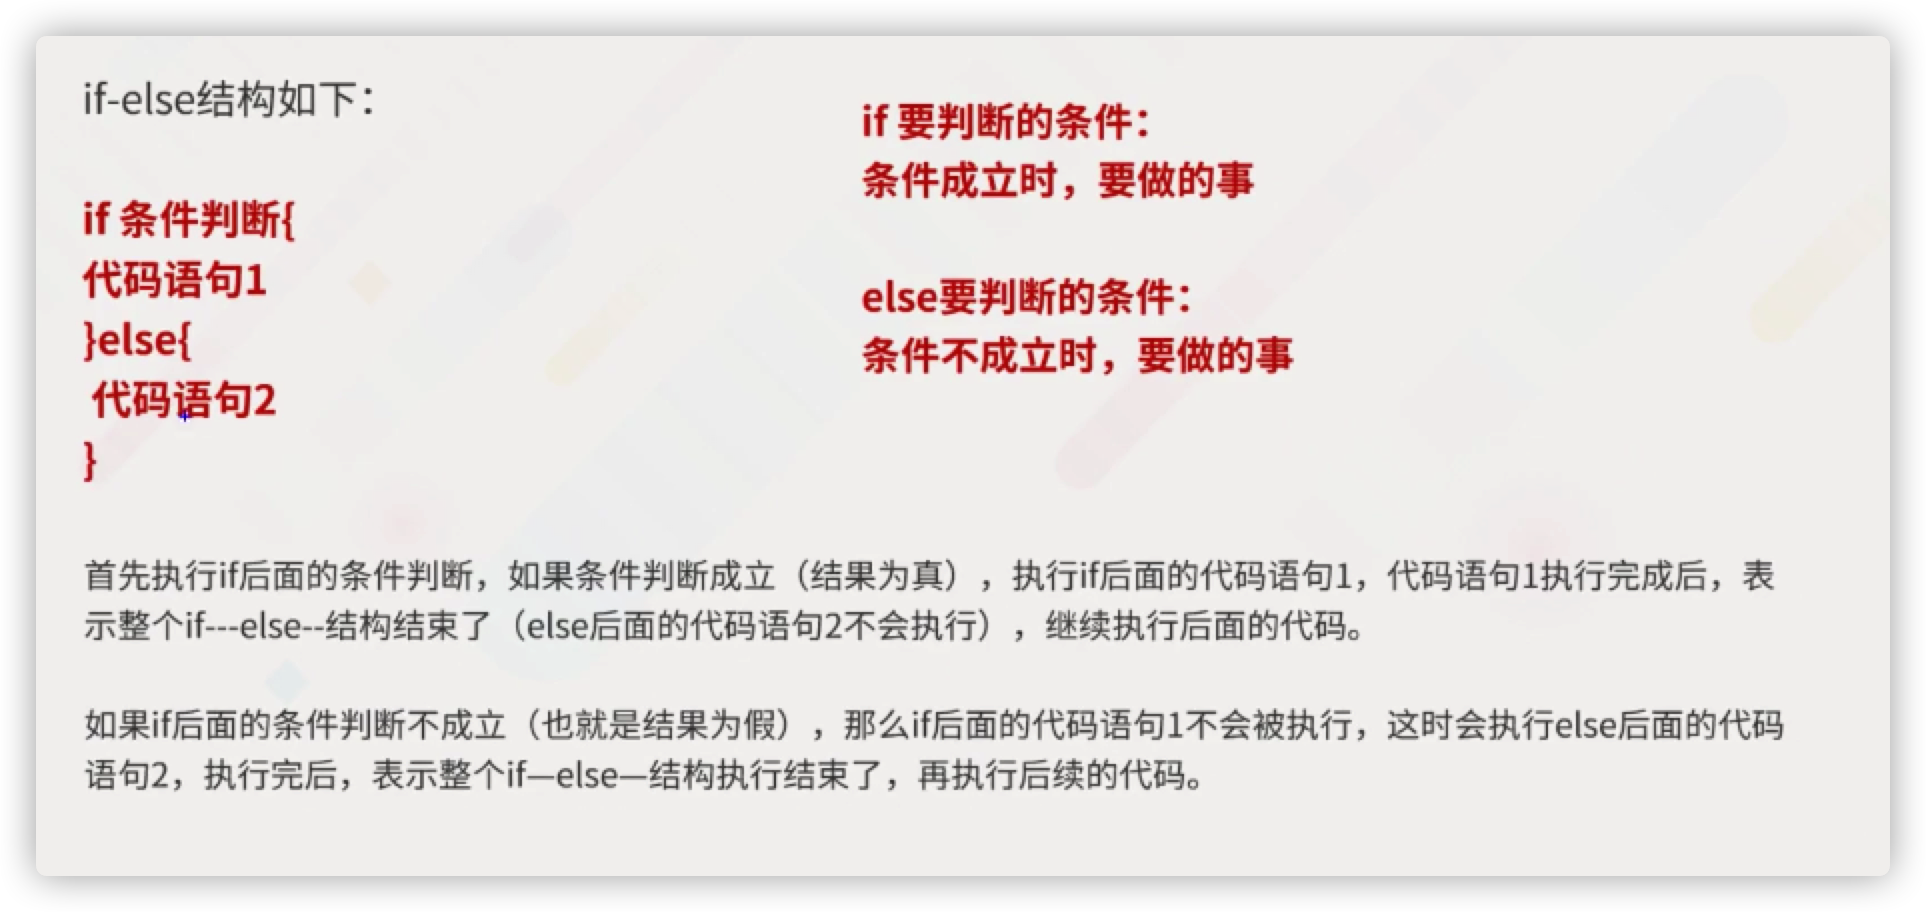 if-else结构如下：
if 条件判断{
代码语句1
}else{
代码语句2
}
if 要判断的条件：
条件成立时，要做的事
else要判断的条件：
条件不成立时，要做的事
首先执行if后面的条件判断，如果条件判断成立（结果为真），执行if后面的代码语句1，代码语句1执行完成后，表
示整个if---else--结构结束了（else后面的代码语句2不会执行），继续执行后面的代码。
如果if后面的条件判断不成立（也就是结果为假），那么if后面的代码语句1不会被执行，这时会执行else后面的代码
语句2，执行完后，表示整个if—else—结构执行结束了，再执行后续的代码。